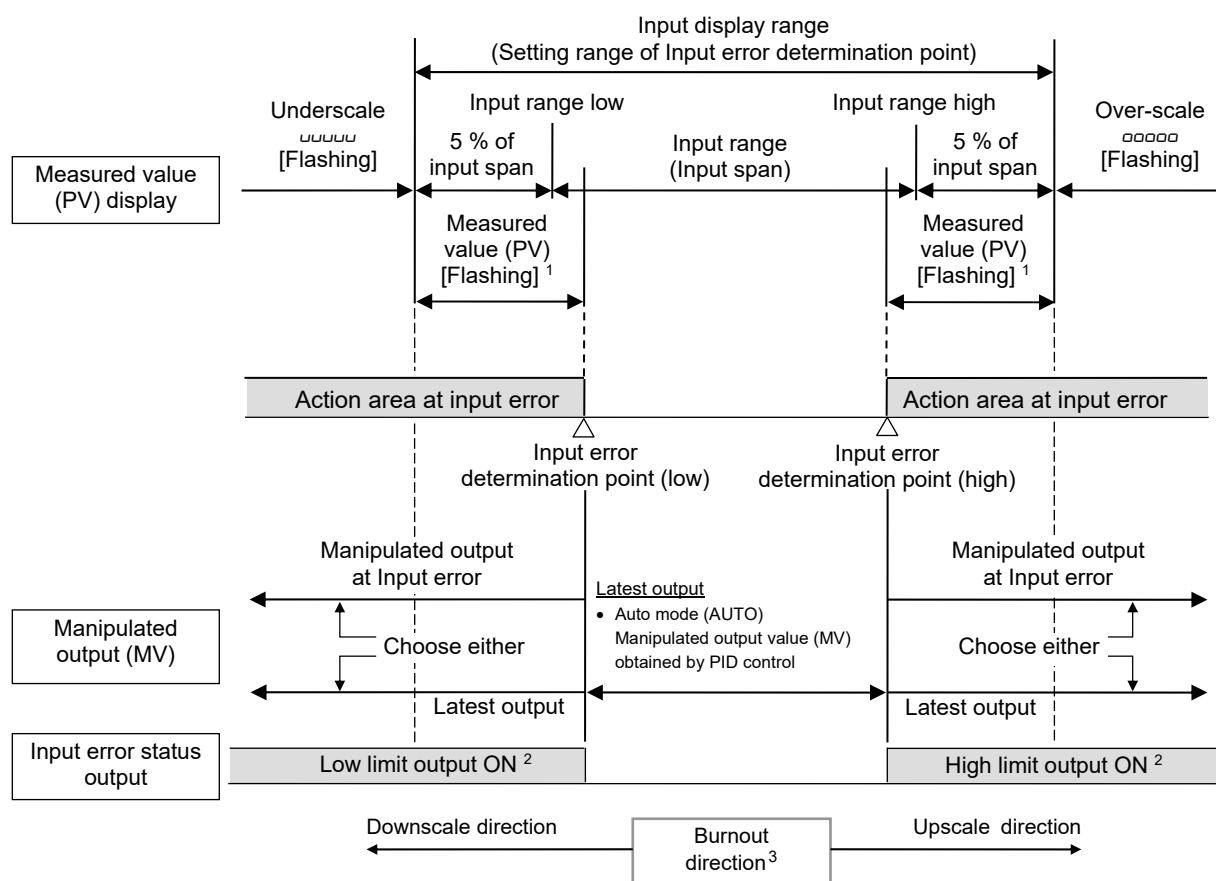 Input display range
(Setting range of Input error determination point)
Underscale
[Flashing]
Input range low
Input range high
Over-scale
[Flashing]
5 % of
input span
Input range
(Input span)
5 % of
input span
Measured value
(PV) display
Measured
value (PV)
[Flashing] 1
Measured
value (PV)
[Flashing] 1
Action area at input error
Action area at input error
Input error
determination point (low)
Input error
determination point (high)
Manipulated output
at Input error
Manipulated output
at Input error
Latest output
• Auto mode (AUTO)
Manipulated output value (MV)
obtained by PID control
Manipulated
output (MV)
Choose either
Choose either
Latest output
Latest output
Input error status
output
Low limit output ON 2
High limit output ON 2
Downscale direction
Burnout
direction 3
Upscale direction